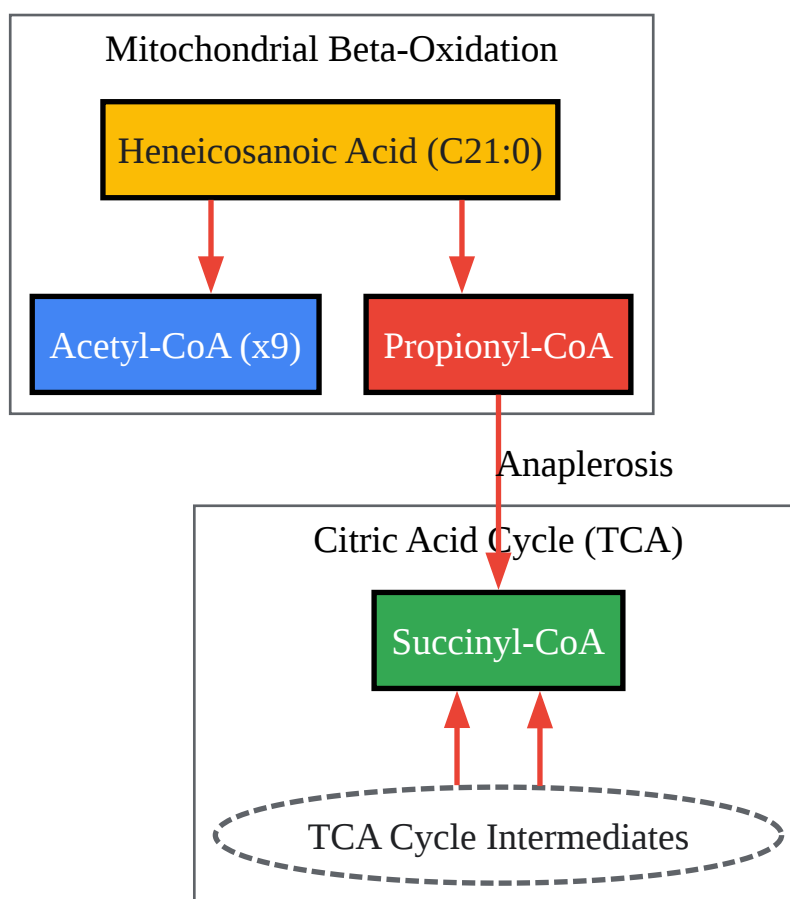 Mitochondrial Beta-Oxidation
Heneicosanoic Acid (C21:0)
Acetyl-CoA (x9)
Propionyl-CoA
Anaplerosis
Citric Acid Cycle (TCA)
Succinyl-CoA
TCA Cycle Intermediates